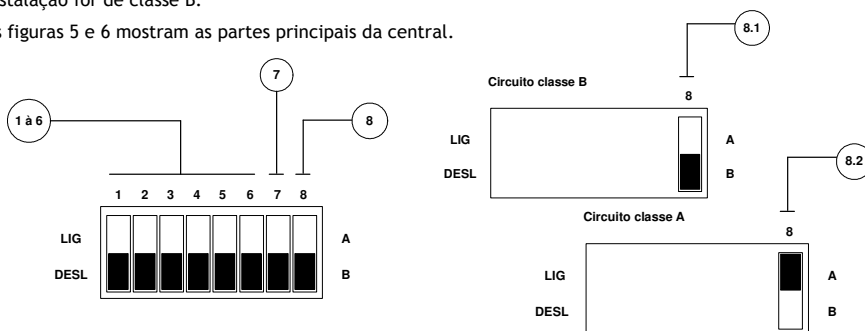 instalação for de classe B.
s figuras 5 e 6 mostram as partes principais da central.
1 à 6
7
8
1 2 3 4 5 6 7 8
LIG A
DESL B
8.1
Circuito classe B
8
LIG A
DESL B
8.2
Circuito classe A
8
LIG A
DESL B